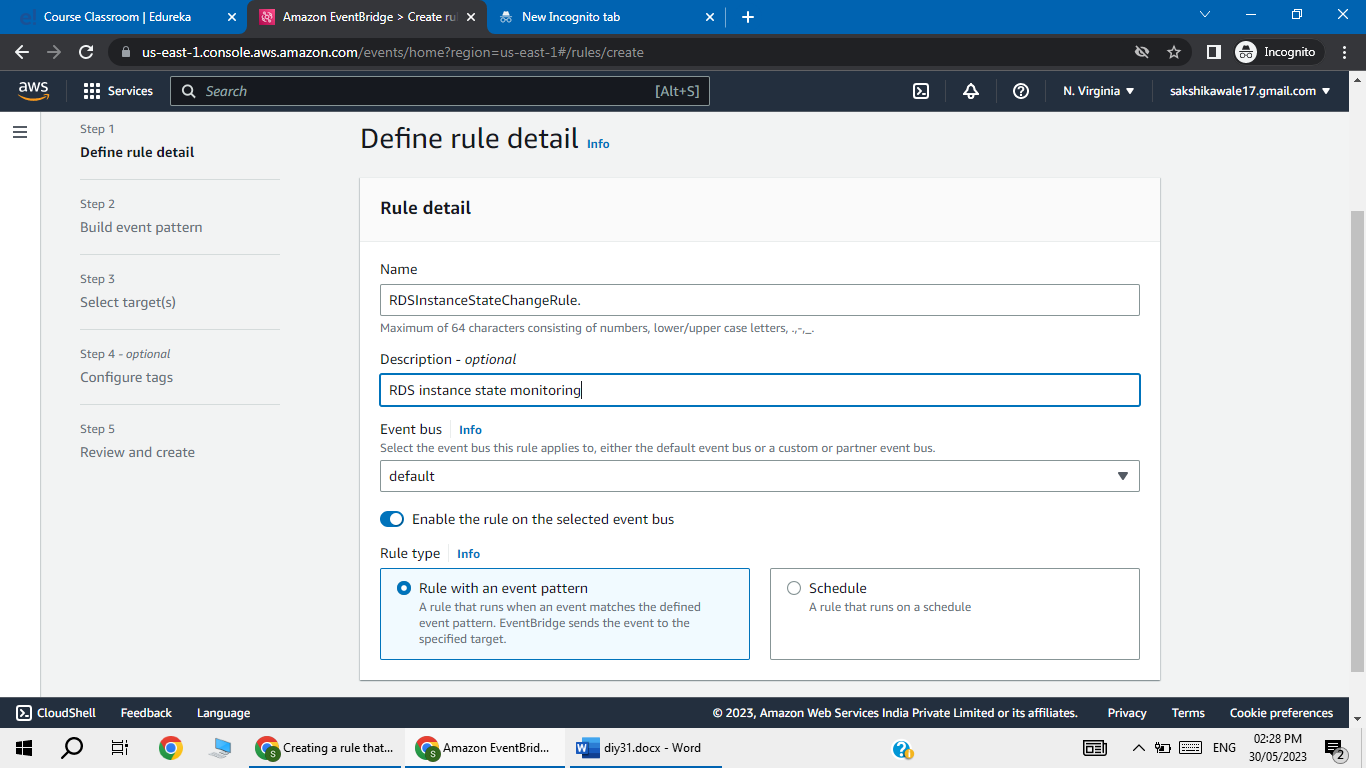 Course Classroom | Edureka
Amazon EventBridge > Create rul
New Incognito tab
us-east-1.console.aws.amazon.com/events/home?region=us-east-1#/rules/create
Incognito
aws
Services
Search
[Alt+S]
N. Virginia
sakshikawale17.gmail.com
Step 1
Define rule detail
Step 2
Build event pattern
Step 3
Select target(s)
Step 4 - optional
Configure tags
Step 5
Review and create
Define rule detail Info
Rule detail
Name
RDSInstanceStateChangeRule.
Maximum of 64 characters consisting of numbers, lower/upper case letters, .,-,_.
Description - optional
RDS instance state monitoring
Event bus Info
Select the event bus this rule applies to, either the default event bus or a custom or partner event bus.
default
Enable the rule on the selected event bus
Rule type Info
Rule with an event pattern
A rule that runs when an event matches the defined
event pattern. EventBridge sends the event to the
specified target.
Schedule
A rule that runs on a schedule
CloudShell
Feedback
Language
© 2023, Amazon Web Services India Private Limited or its affiliates.
Privacy
Terms
Cookie preferences
Creating a rule that...
Amazon EventBrid...
diy31.docx - Word
ENG
02:28 PM
30/05/2023
2